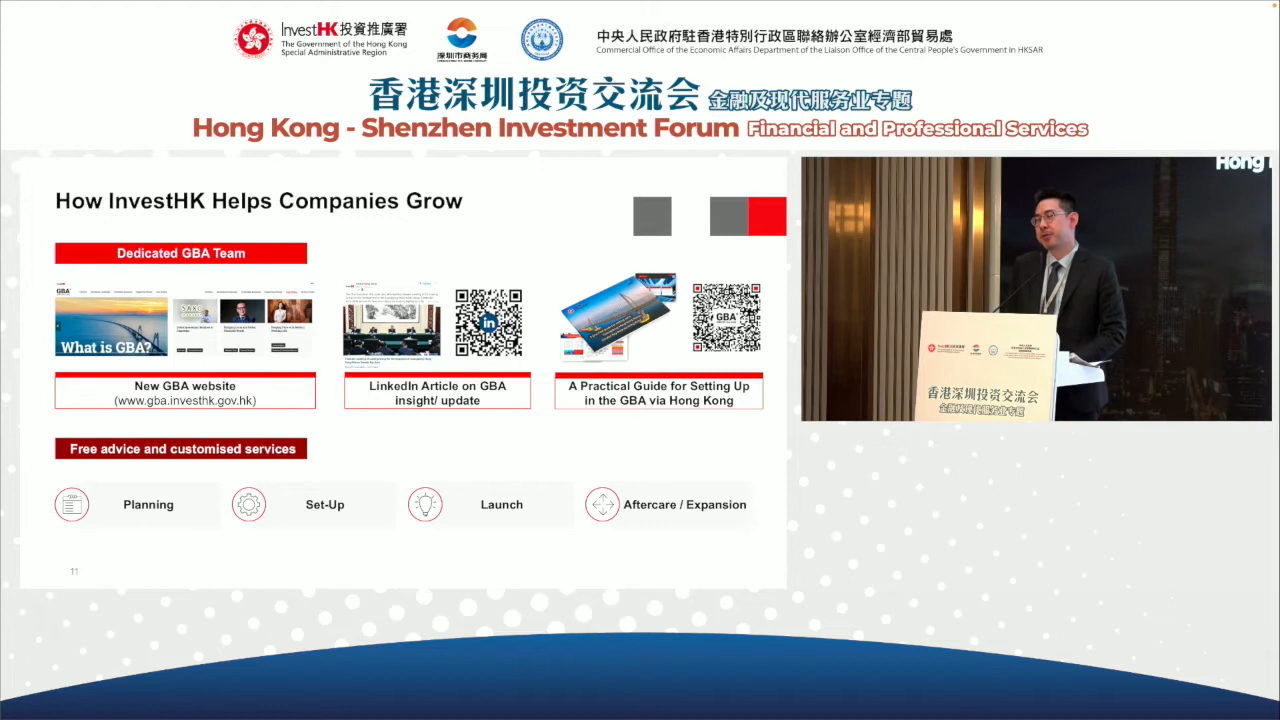 InvestHK 投資推廣署
The Government of the Hong Kong
Special Administrative Region
深圳市商务局
中央人民政府駐香港特別行政區聯絡辦公室經濟部貿易處
Commercial Office of the Economic Affairs Department of the Liaison Office of the Central People's Government in HKSAR
香港深圳投资交流会 金融及现代服务业专题
Hong Kong - Shenzhen Investment Forum Financial and Professional Services
How InvestHK Helps Companies Grow
Dedicated GBA Team
GBA
What is GBA?
SAXO
in
GBA
New GBA website
(www.gba.investhk.gov.hk)
LinkedIn Article on GBA
insight/ update
A Practical Guide for Setting Up
in the GBA via Hong Kong
Free advice and customised services
Planning
Set-Up
Launch
Aftercare / Expansion
11
Hong
香港深圳投资交流会
金融及现代服务业专题